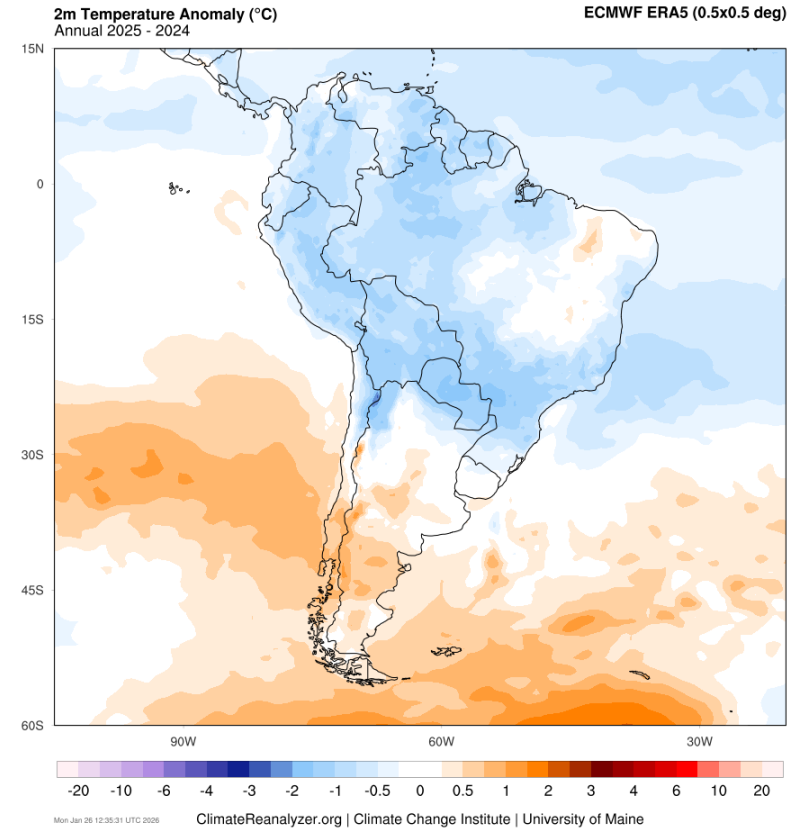 2m Temperature Anomaly (°C)
ECMWF ERA5 (0.5x0.5 deg)
Annual 2025 - 2024
15N
0
15S
30S
45S
60S
90W 60W 30W
-20 -10 -6 -4 -3 -2 -1 -0.5 0 0.5 1 2 3 4 6 10 20
Mon Jan 26 12:35:31 UTC 2026
ClimateReanalyzer.org | Climate Change Institute | University of Maine